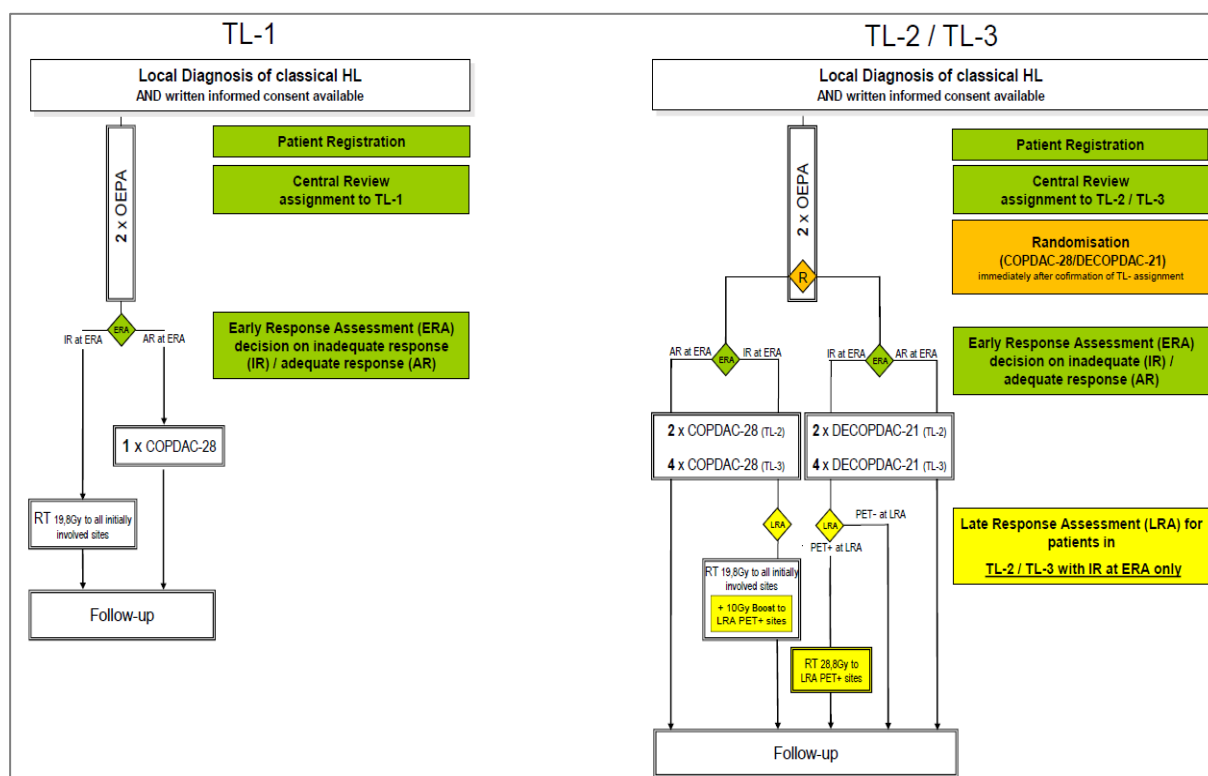 TL-1
Local Diagnosis of classical HL
AND written informed consent available
2 x OEPA
Patient Registration
Central Review
assignment to TL-1
ERA
IR at ERA
AR at ERA
Early Response Assessment (ERA)
decision on inadequate response
(IR) / adequate response (AR)
1 x COPDAC-28
RT 19,8Gy to all initially
involved sites
Follow-up
TL-2 / TL-3
Local Diagnosis of classical HL
AND written informed consent available
2 x OEPA
R
Patient Registration
Central Review
assignment to TL-2 / TL-3
Randomisation
(COPDAC-28/DECOPDAC-21)
immediately after cofirmation of TL- assignment
AR at ERA
ERA
IR at ERA
IR at ERA
ERA
AR at ERA
Early Response Assessment (ERA)
decision on inadequate (IR) /
adequate response (AR)
2 x COPDAC-28 (TL-2)
4 x COPDAC-28 (TL-3)
2 x DECOPDAC-21 (TL-2)
4 x DECOPDAC-21 (TL-3)
LRA
LRA
PET- at LRA
PET+ at LRA
Late Response Assessment (LRA) for
patients in
TL-2 / TL-3 with IR at ERA only
RT 19,8Gy to all initially
involved sites
+ 10Gy Boost to
LRA PET+ sites
RT 28,8Gy to
LRA PET+ sites
Follow-up